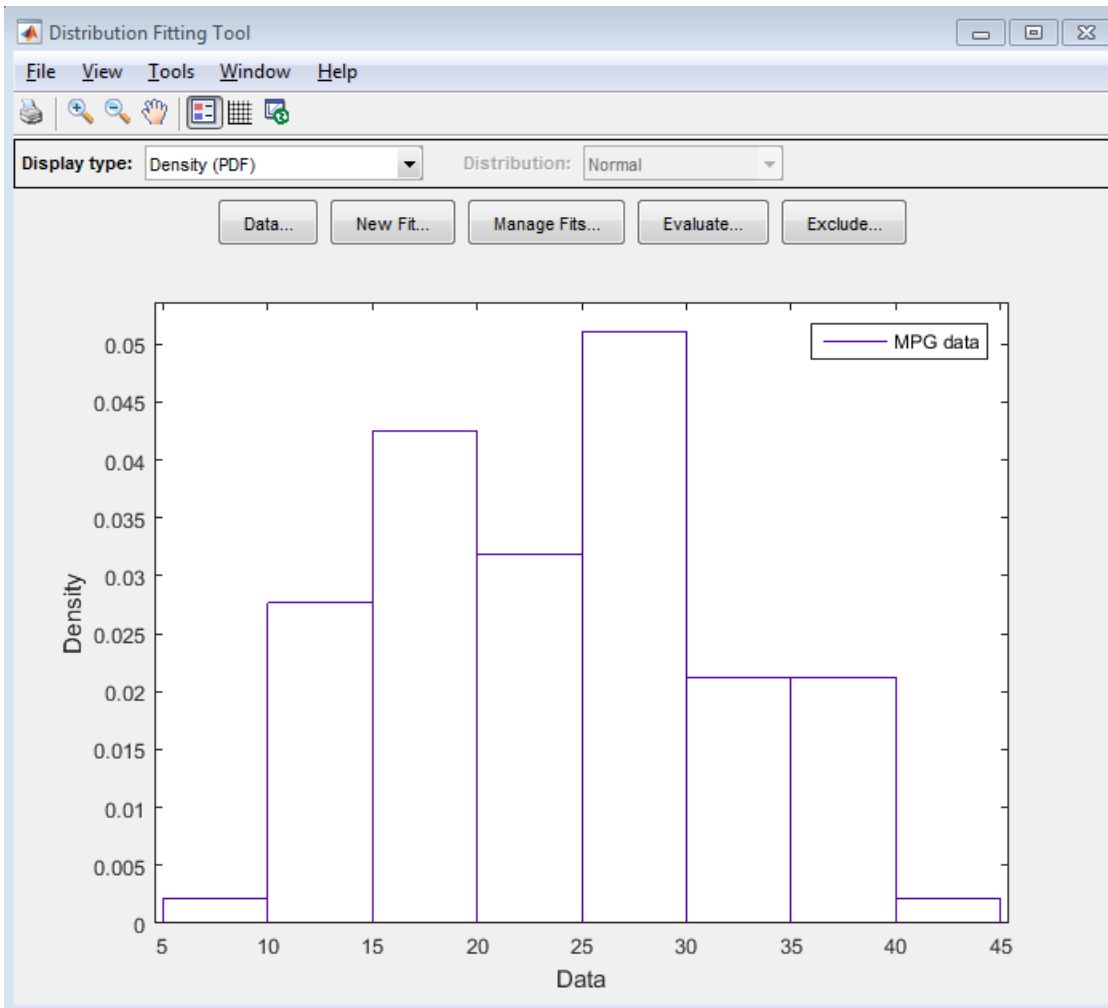 Distribution Fitting Tool
File View Tools Window Help
Display type: Density (PDF) Distribution: Normal
Data... New Fit... Manage Fits... Evaluate... Exclude...
MPG data
0.05
0.045
0.04
0.035
0.03
0.025
0.02
0.015
0.01
0.005
0
Density
5 10 15 20 25 30 35 40 45
Data